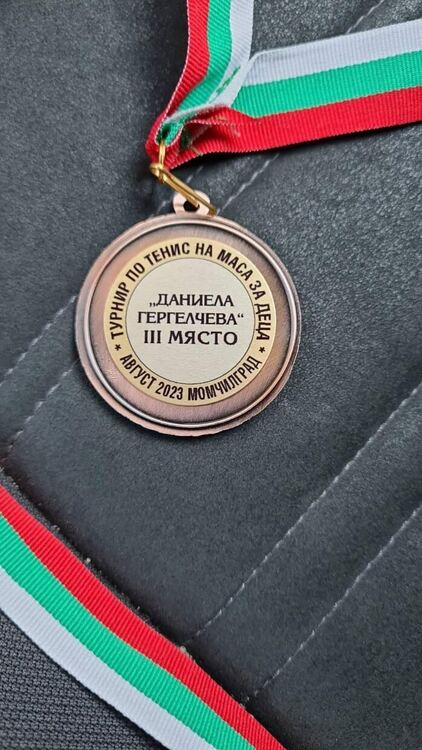 ★ ТУРНИР ПО ТЕНИС НА МАСА ЗА ДЕЦА ★
„ДАНИЕЛА
ГЕРГЕЛЧЕВА“
III МЯСТО
АВГУСТ 2023 МОМЧИЛГРАД